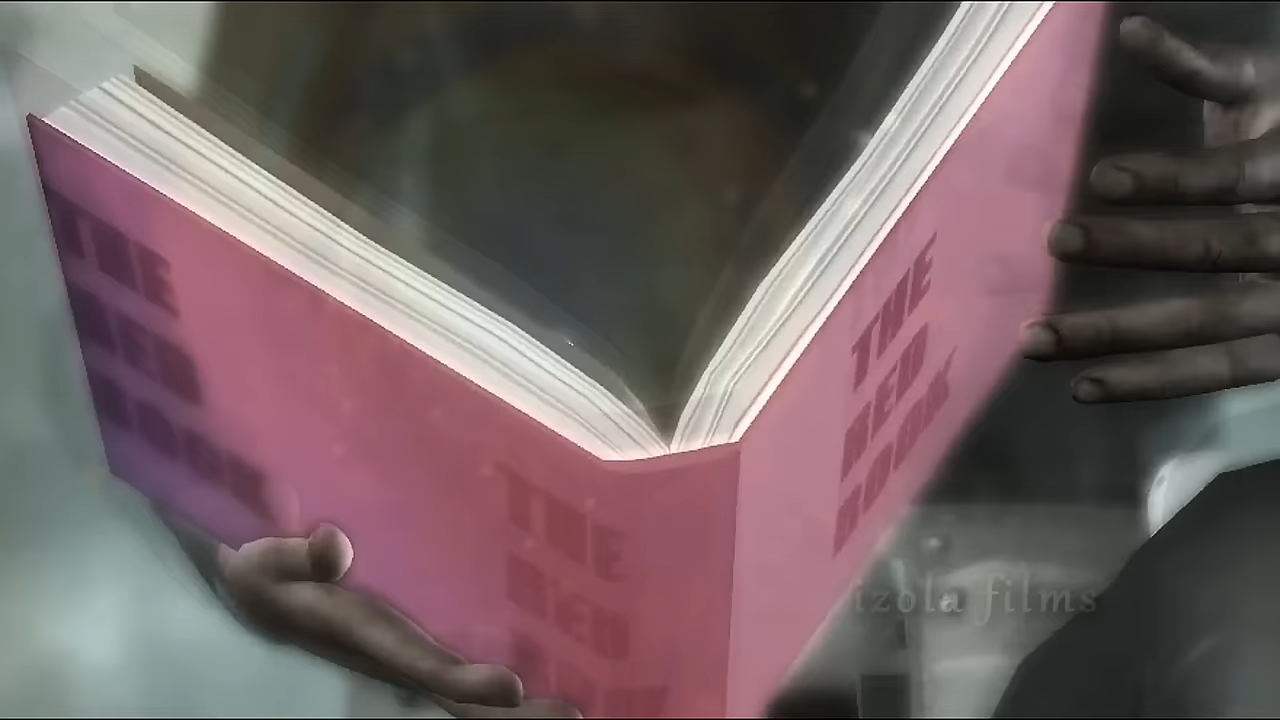 THE
RED
BOOK
THE
RED
THE
RED
BOOK
izola films